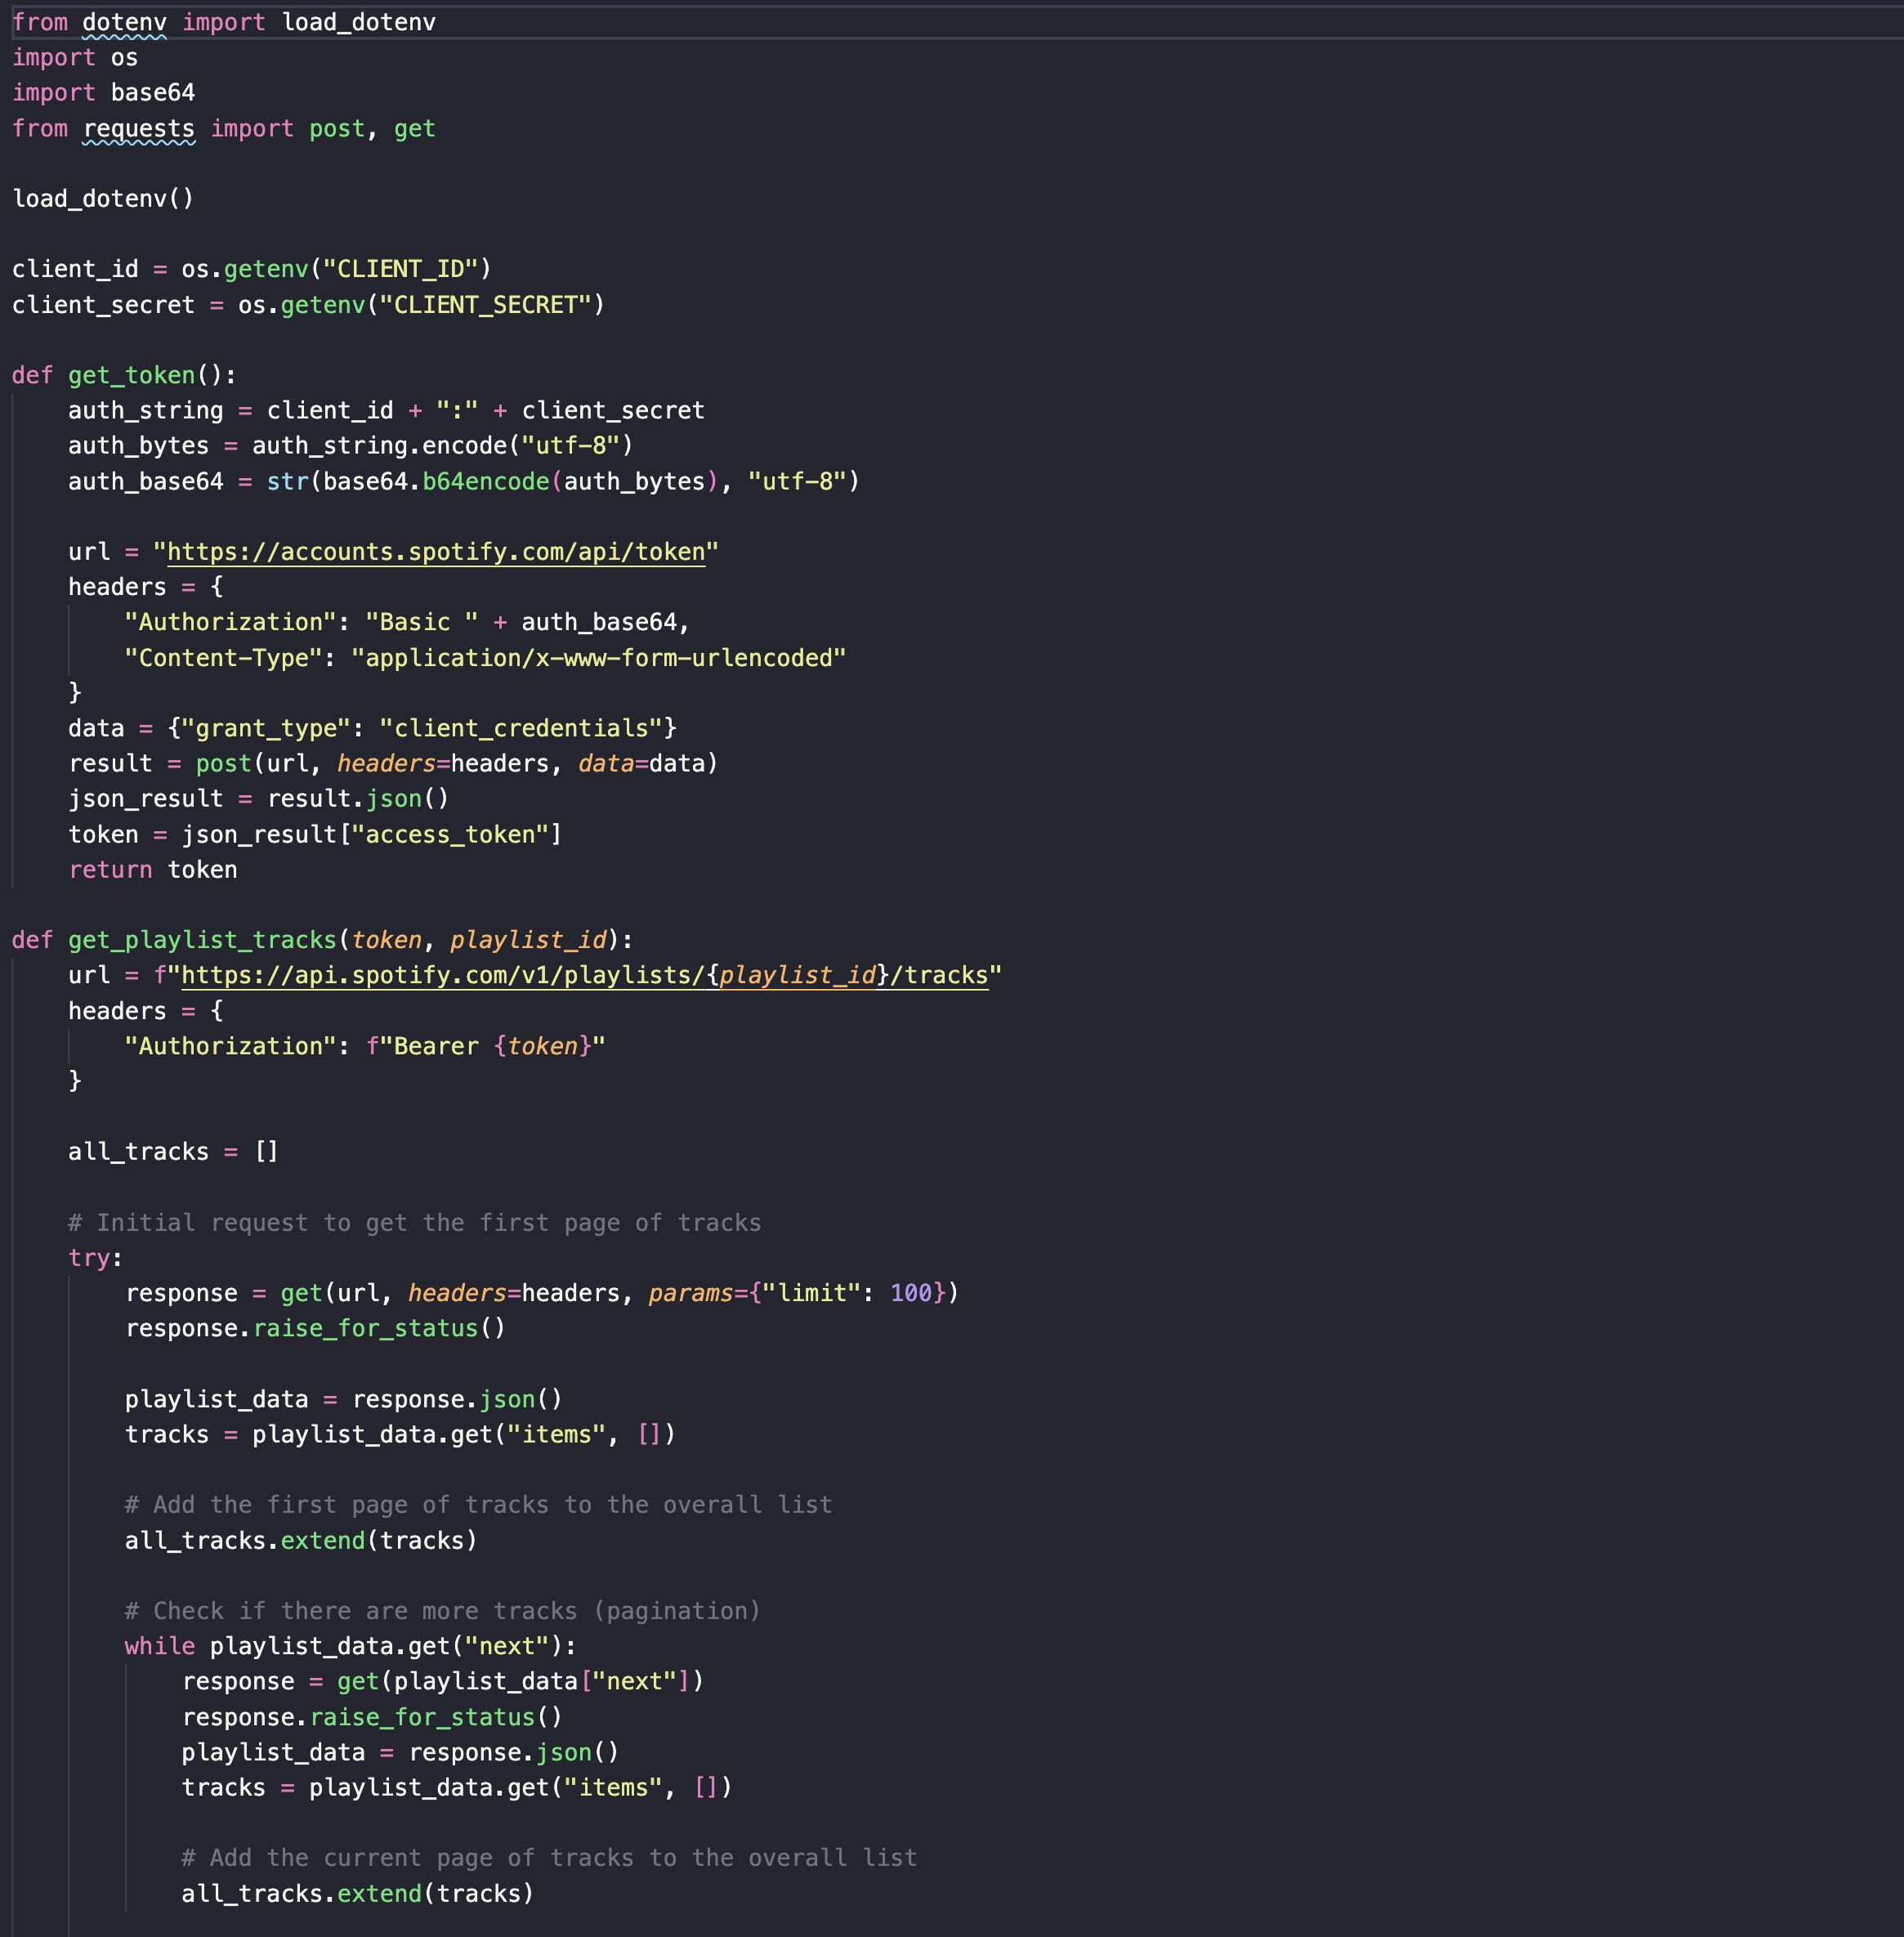 from dotenv import load_dotenv
import os
import base64
from requests import post, get

load_dotenv()

client_id = os.getenv("CLIENT_ID")
client_secret = os.getenv("CLIENT_SECRET")

def get_token():
    auth_string = client_id + ":" + client_secret
    auth_bytes = auth_string.encode("utf-8")
    auth_base64 = str(base64.b64encode(auth_bytes), "utf-8")

    url = "https://accounts.spotify.com/api/token"
    headers = {
        "Authorization": "Basic " + auth_base64,
        "Content-Type": "application/x-www-form-urlencoded"
    }
    data = {"grant_type": "client_credentials"}
    result = post(url, headers=headers, data=data)
    json_result = result.json()
    token = json_result["access_token"]
    return token

def get_playlist_tracks(token, playlist_id):
    url = f"https://api.spotify.com/v1/playlists/{playlist_id}/tracks"
    headers = {
        "Authorization": f"Bearer {token}"
    }

    all_tracks = []

    # Initial request to get the first page of tracks
    try:
        response = get(url, headers=headers, params={"limit": 100})
        response.raise_for_status()

        playlist_data = response.json()
        tracks = playlist_data.get("items", [])

        # Add the first page of tracks to the overall list
        all_tracks.extend(tracks)

        # Check if there are more tracks (pagination)
        while playlist_data.get("next"):
            response = get(playlist_data["next"])
            response.raise_for_status()
            playlist_data = response.json()
            tracks = playlist_data.get("items", [])

            # Add the current page of tracks to the overall list
            all_tracks.extend(tracks)